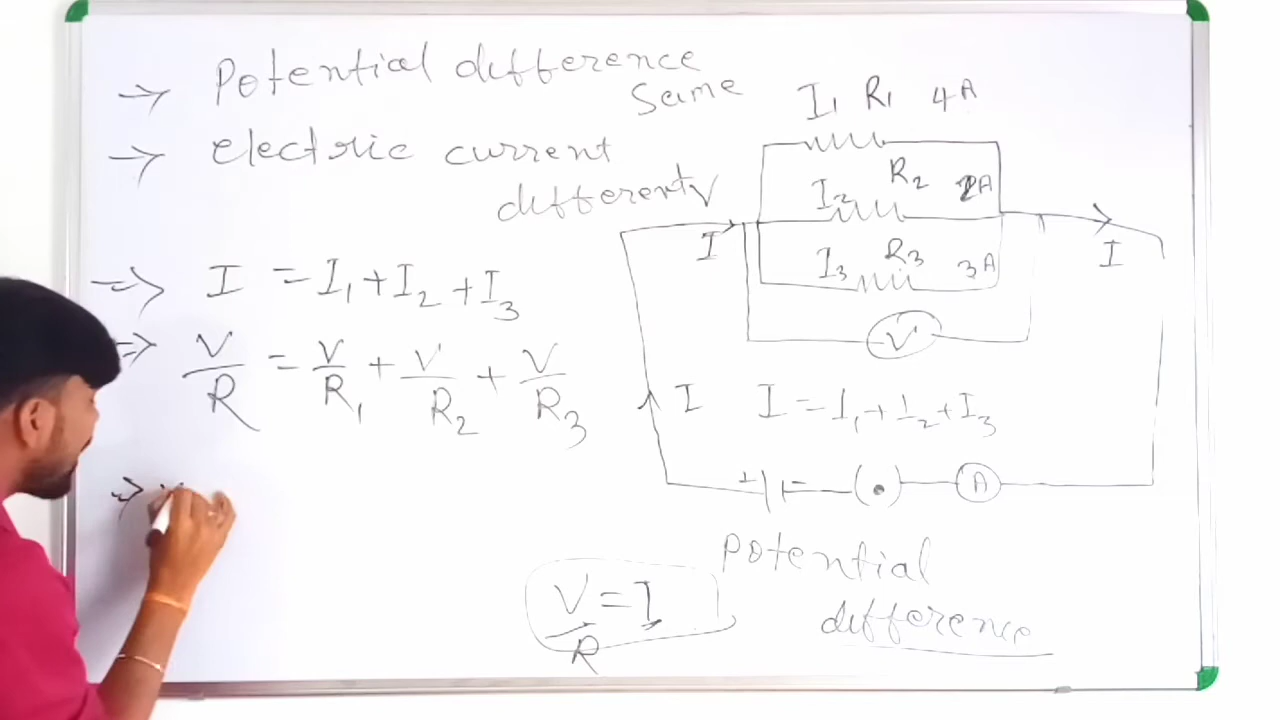 → Potential difference
same
→ electric current
different
⇒ I = I₁ + I₂ + I₃
⇒ V/R = V/R₁ + V/R₂ + V/R₃
⇒
V/R = I
I₁ R₁ 4A
I₂ R₂ 2A
I₃ R₃ 3A
I
I
V
I
I = I₁ + I₂ + I₃
A
potential
difference